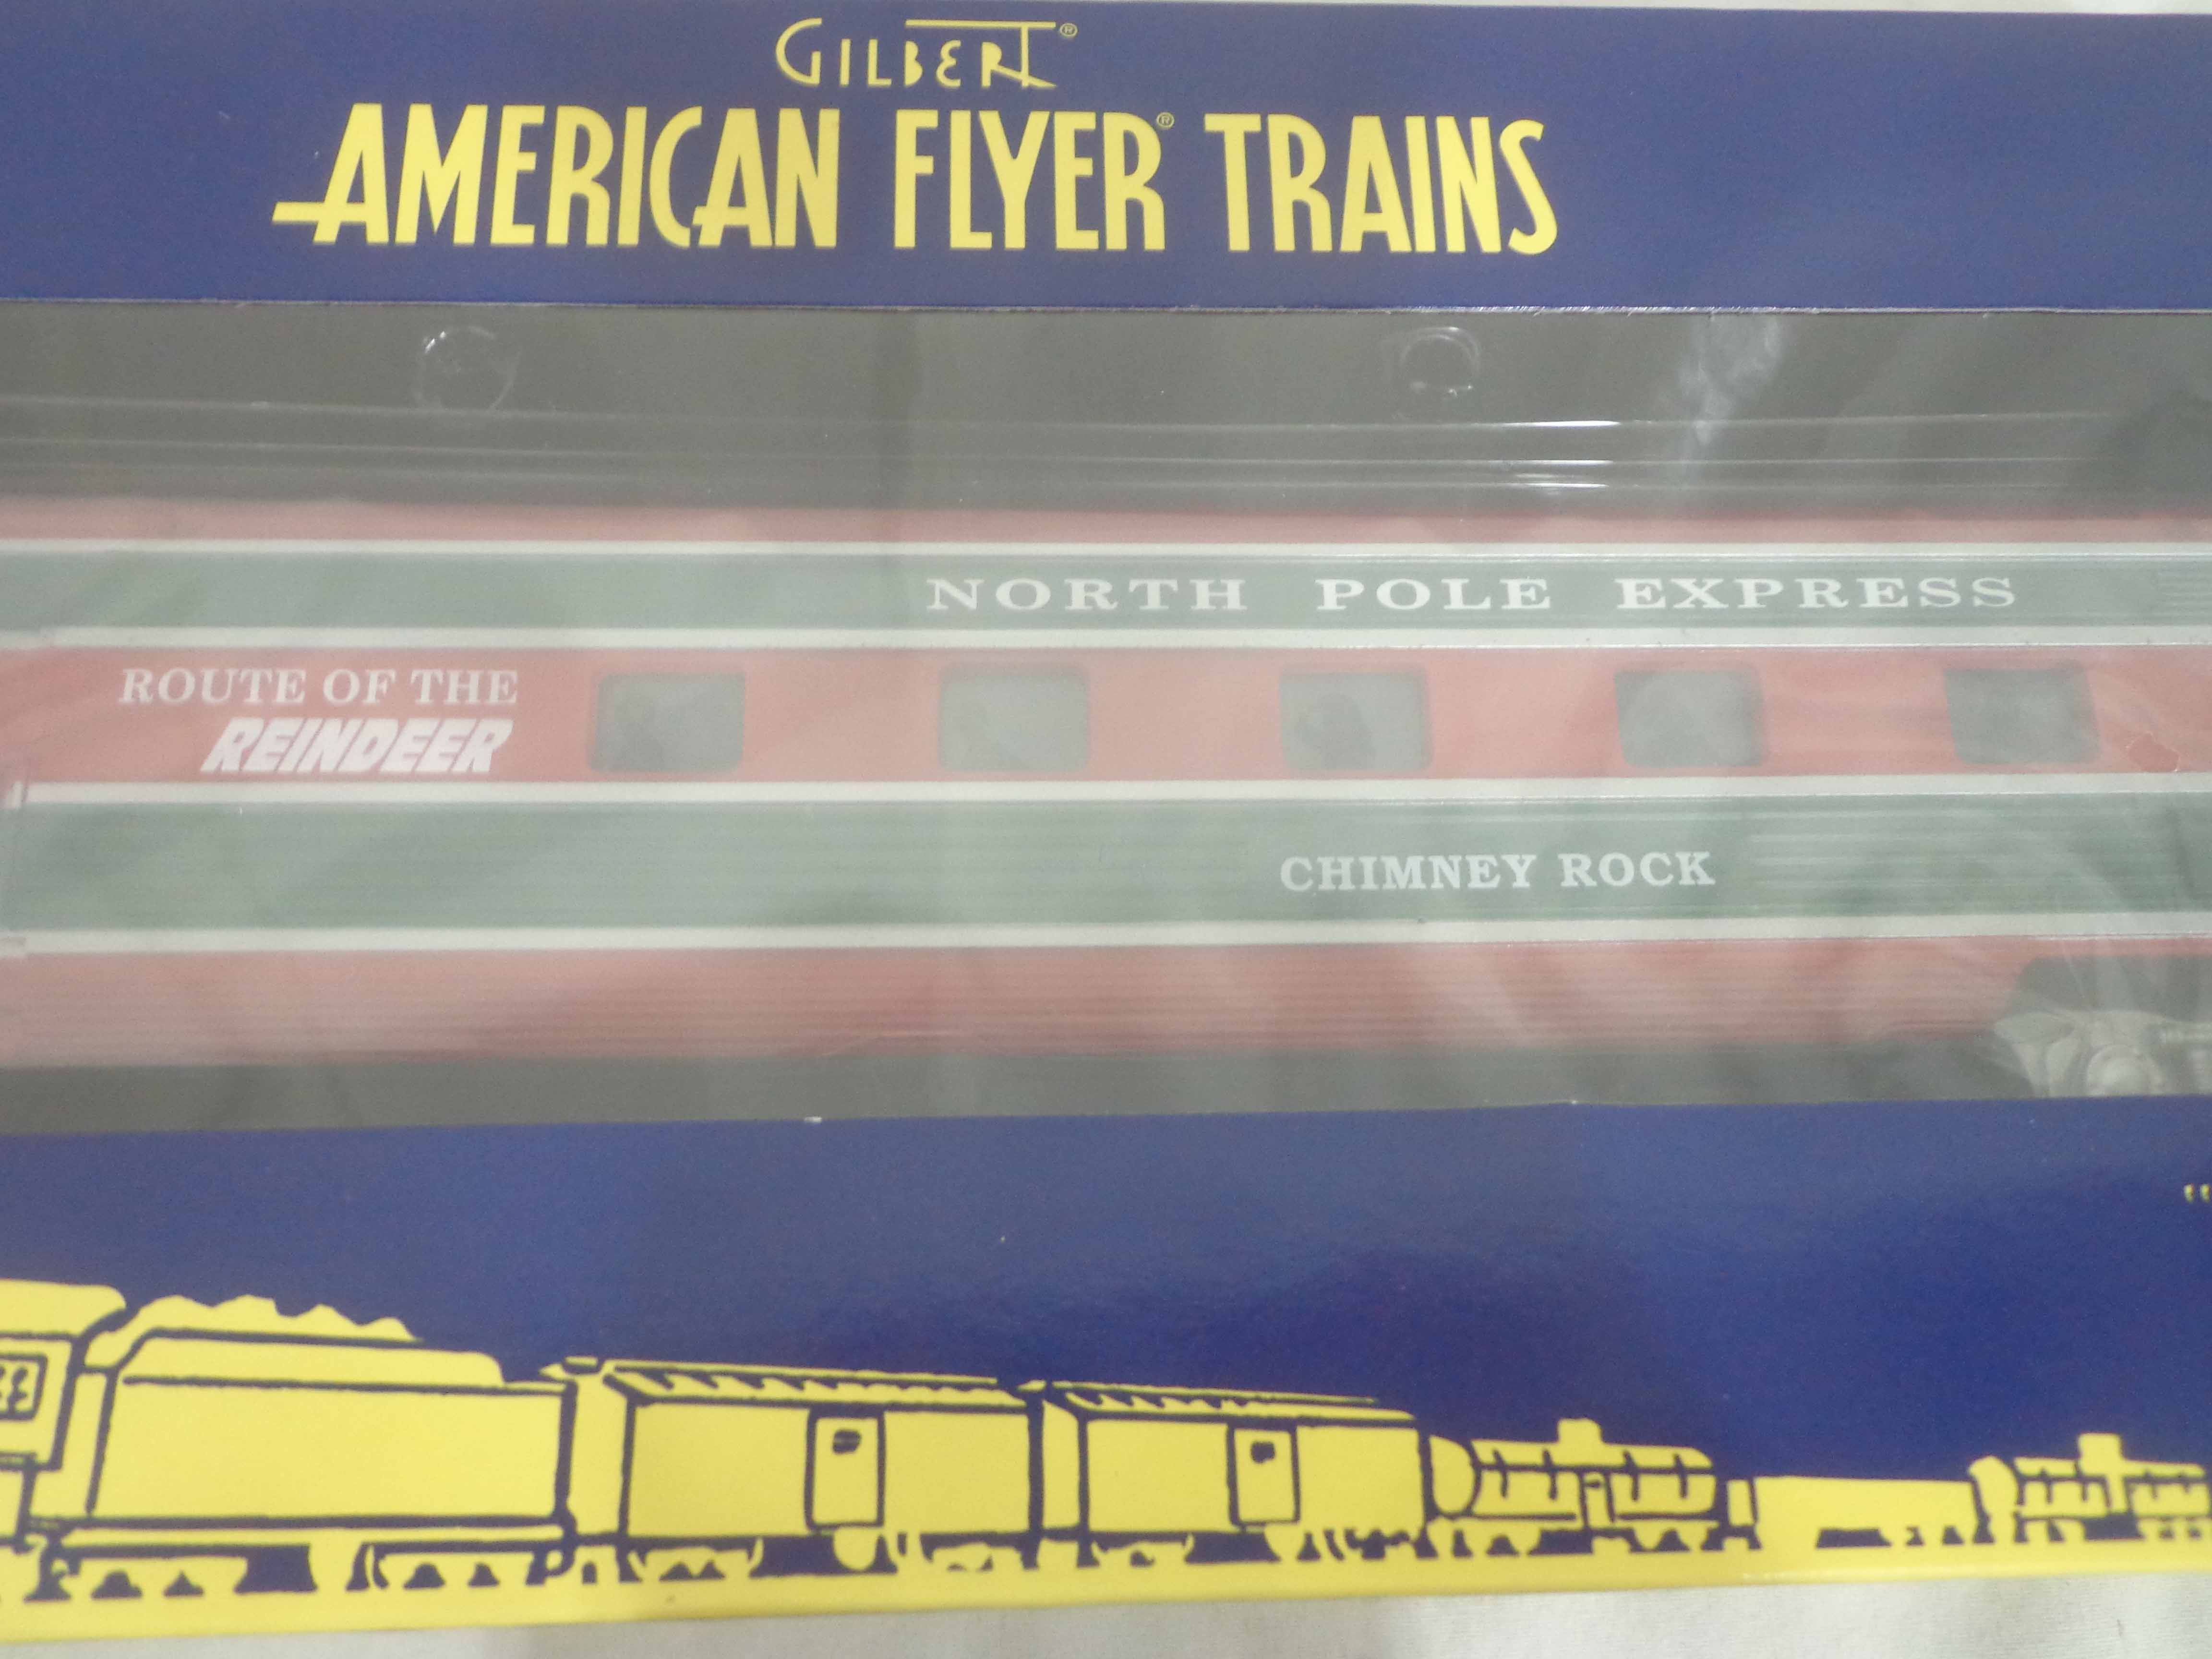 GILBERT®
AMERICAN FLYER® TRAINS
NORTH POLE EXPRESS
ROUTE OF THE
REINDEER
CHIMNEY ROCK